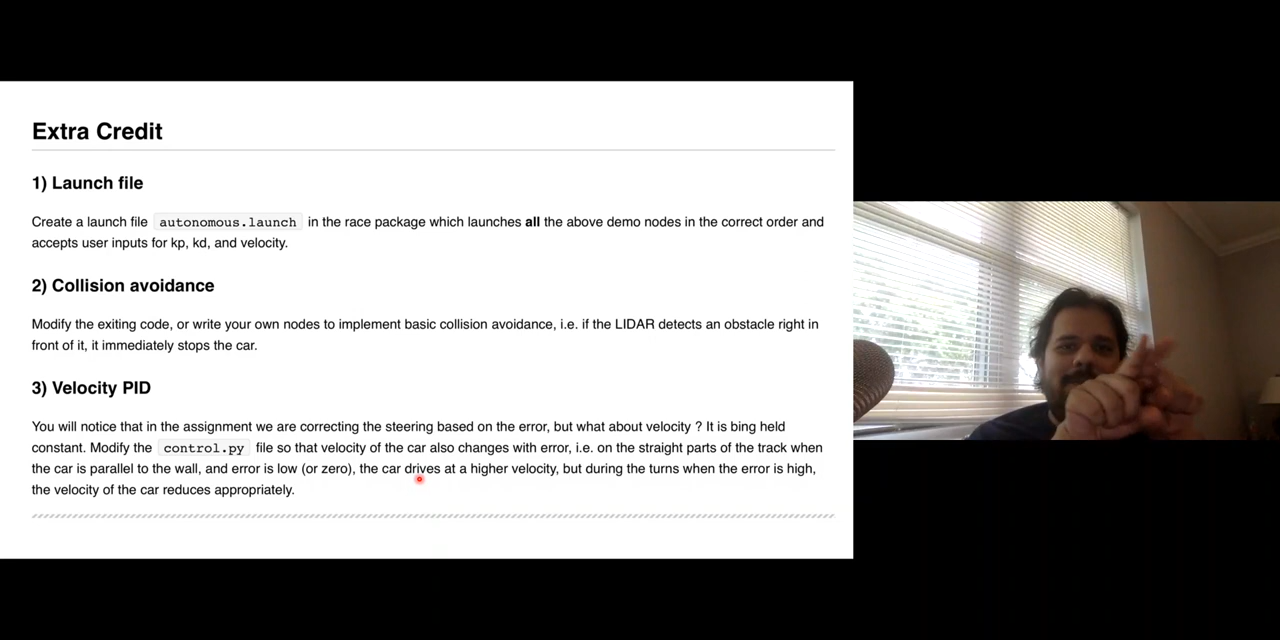 Extra Credit
1) Launch file
Create a launch file autonomous.launch in the race package which launches all the above demo nodes in the correct order and
accepts user inputs for kp, kd, and velocity.
2) Collision avoidance
Modify the exiting code, or write your own nodes to implement basic collision avoidance, i.e. if the LIDAR detects an obstacle right in
front of it, it immediately stops the car.
3) Velocity PID
You will notice that in the assignment we are correcting the steering based on the error, but what about velocity ? It is bing held
constant. Modify the control.py file so that velocity of the car also changes with error, i.e. on the straight parts of the track when
the car is parallel to the wall, and error is low (or zero), the car drives at a higher velocity, but during the turns when the error is high,
the velocity of the car reduces appropriately.